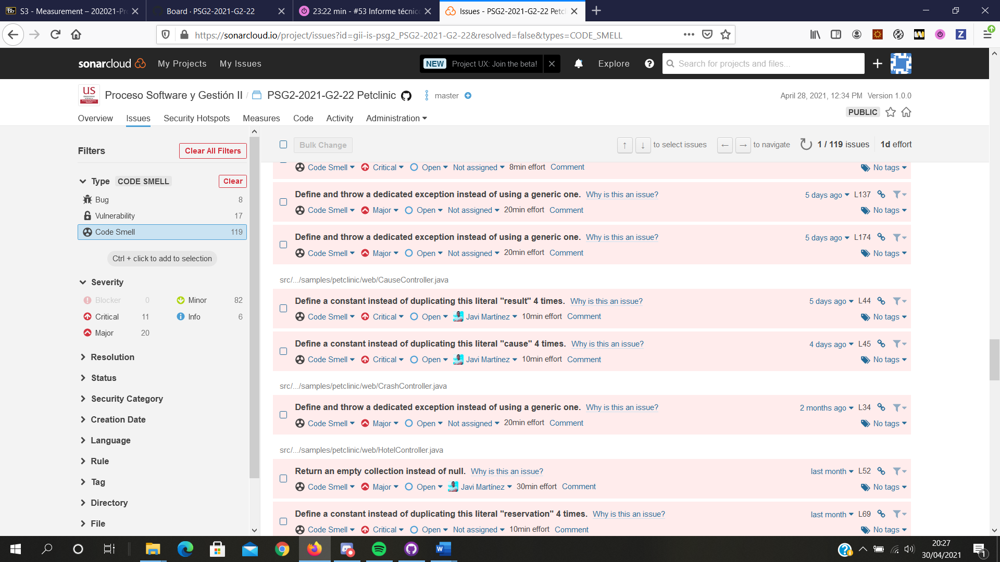 S3 - Measurement – 202021-Pr
Board · PSG2-2021-G2-22
23:22 min - #53 Informe técnico
Issues - PSG2-2021-G2-22 Petcl
https://sonarcloud.io/project/issues?id=gii-is-psg2_PSG2-2021-G2-22&resolved=false&types=CODE_SMELL
sonarcloud My Projects My Issues NEW Project UX: Join the beta! Explore Search for projects and files...
US Proceso Software y Gestión II / PSG2-2021-G2-22 Petclinic master April 28, 2021, 12:34 PM Version 1.0.0
PUBLIC
Overview Issues Security Hotspots Measures Code Activity Administration
Filters Clear All Filters
Type CODE SMELL Clear
Bug 8
Vulnerability 17
Code Smell 119
Ctrl + click to add to selection
Severity
Blocker 0 Minor 82
Critical 11 Info 6
Major 20
Resolution
Status
Security Category
Creation Date
Language
Rule
Tag
Directory
File
Bulk Change ↑ ↓ to select issues ← → to navigate 1 / 119 issues 1d effort
Code Smell Critical Open Not assigned 8min effort Comment No tags
Define and throw a dedicated exception instead of using a generic one. Why is this an issue? 5 days ago L137
Code Smell Major Open Not assigned 20min effort Comment No tags
Define and throw a dedicated exception instead of using a generic one. Why is this an issue? 5 days ago L174
Code Smell Major Open Not assigned 20min effort Comment No tags
src/.../samples/petclinic/web/CauseController.java
Define a constant instead of duplicating this literal "result" 4 times. Why is this an issue? 5 days ago L44
Code Smell Critical Open Javi Martínez 10min effort Comment No tags
Define a constant instead of duplicating this literal "cause" 4 times. Why is this an issue? 4 days ago L45
Code Smell Critical Open Javi Martínez 10min effort Comment No tags
src/.../samples/petclinic/web/CrashController.java
Define and throw a dedicated exception instead of using a generic one. Why is this an issue? 2 months ago L34
Code Smell Major Open Not assigned 20min effort Comment No tags
src/.../samples/petclinic/web/HotelController.java
Return an empty collection instead of null. Why is this an issue? last month L52
Code Smell Major Open Javi Martínez 30min effort Comment No tags
Define a constant instead of duplicating this literal "reservation" 4 times. Why is this an issue? last month L69
Code Smell Critical Open Not assigned 10min effort Comment No tags
20:27
30/04/2021
1